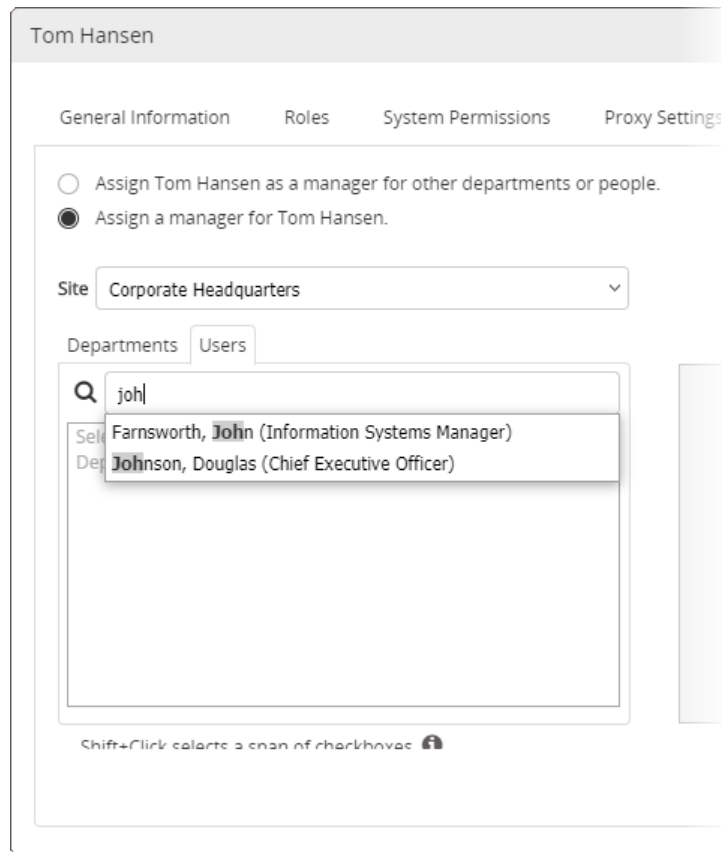 Tom Hansen
General Information Roles System Permissions Proxy Settings
Assign Tom Hansen as a manager for other departments or people.
Assign a manager for Tom Hansen.
Site Corporate Headquarters
Departments Users
joh
Farnsworth, John (Information Systems Manager)
Johnson, Douglas (Chief Executive Officer)
Shift+Click selects a span of checkboxes